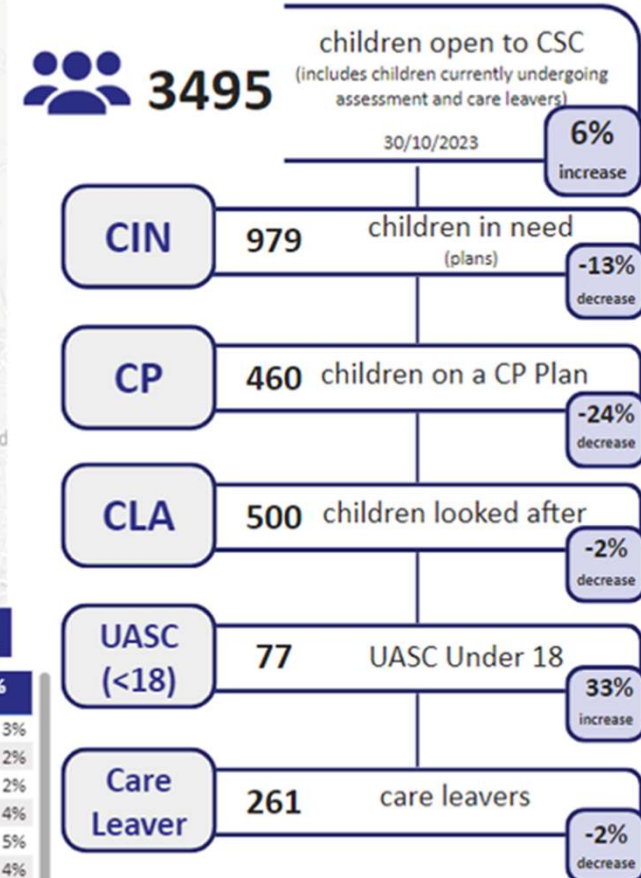 3495
children open to CSC
(includes children currently undergoing
assessment and care leavers)
30/10/2023
6%
increase
CIN
979
children in need
(plans)
-13%
decrease
CP
460
children on a CP Plan
-24%
decrease
CLA
500
children looked after
-2%
decrease
UASC
(<18)
77
UASC Under 18
33%
increase
Care
Leaver
261
care leavers
-2%
decrease
3%
2%
2%
4%
5%
4%